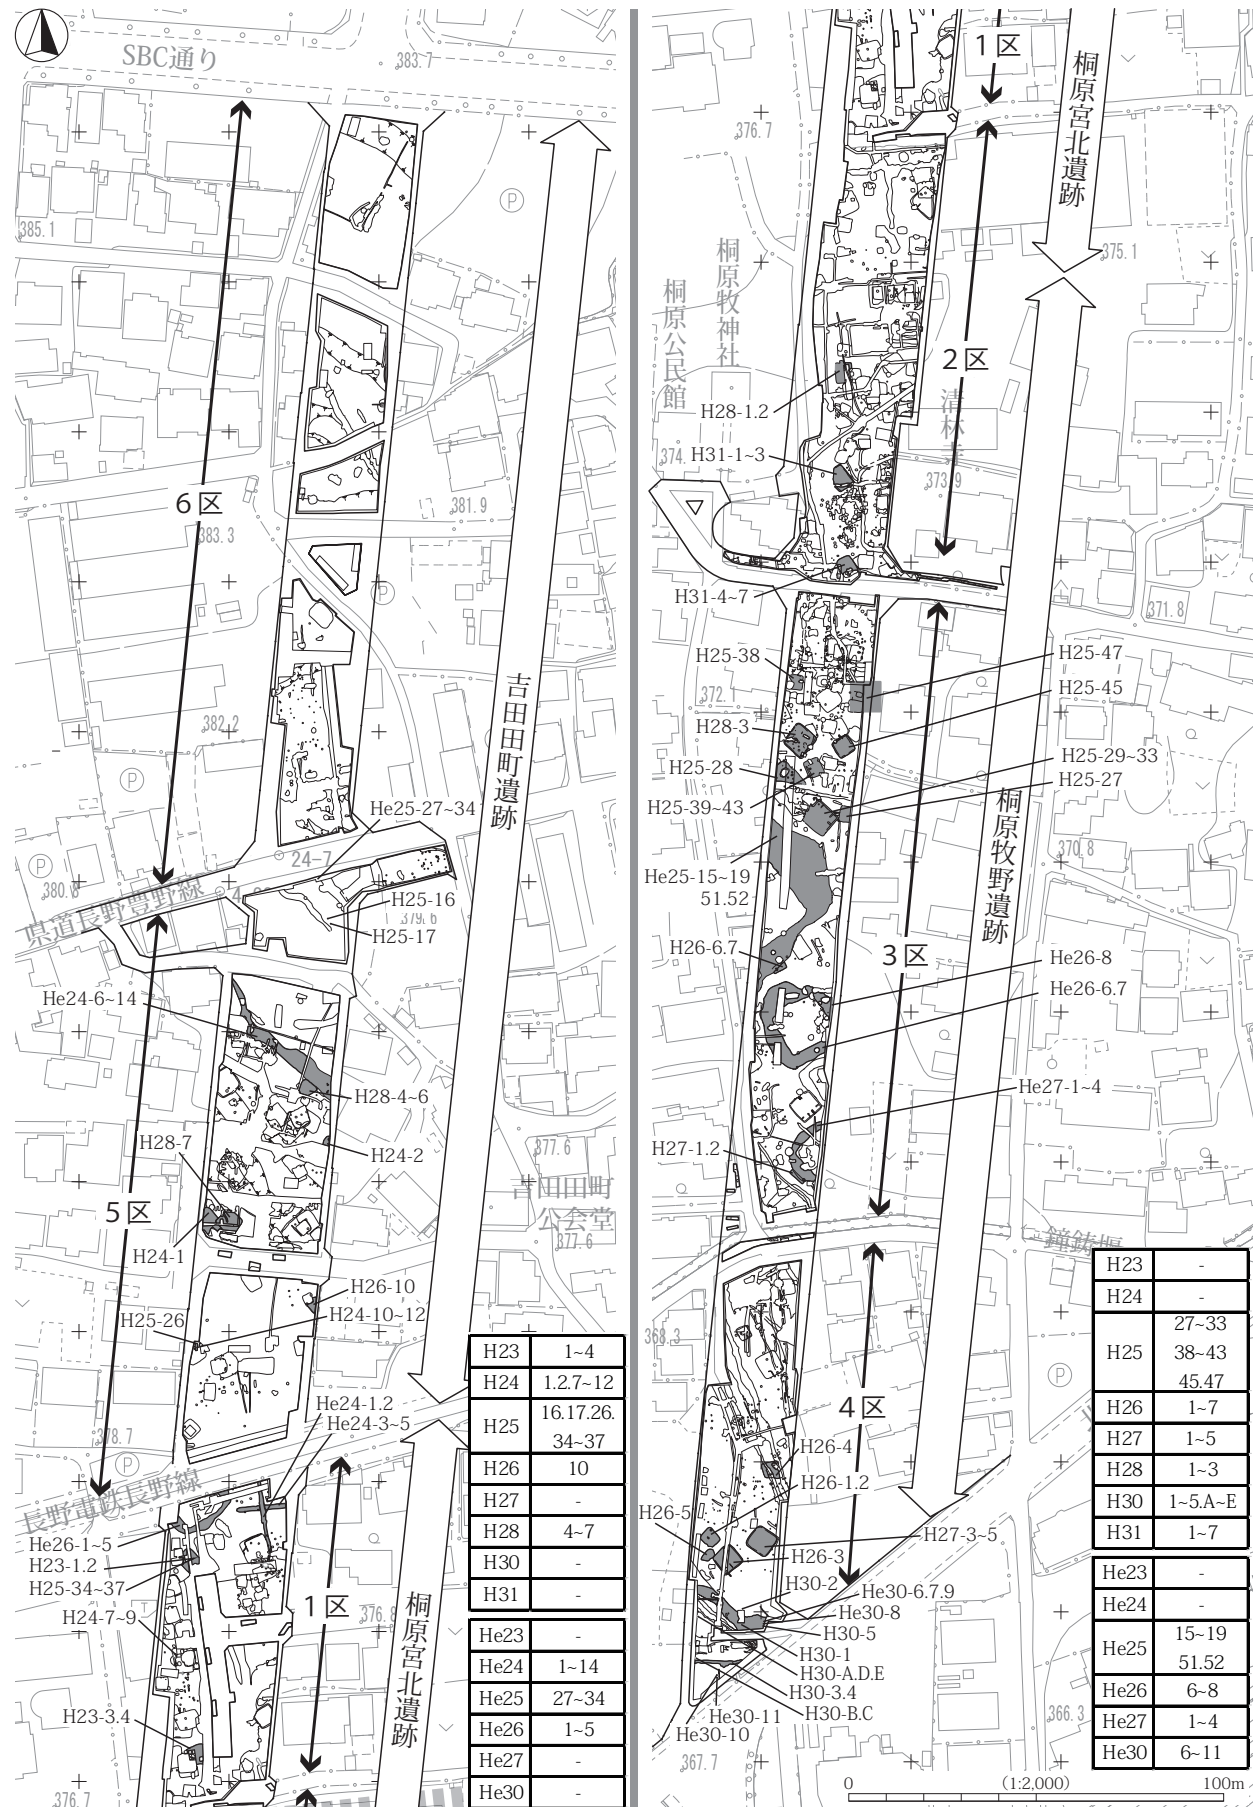 SBC通り
383.7
385.1
6区
383.3
381.9
吉田田町遺跡
382.2
He25-27~34
24-7
380.8
県道長野豊野線
H25-16
379.6
H25-17
He24-6~14
H28-4~6
H28-7
H24-2
377.6
吉田田町
公会堂
377.6
5区
H24-1
H26-10
H24-10~12
H25-26
He24-1.2
He24-3~5
378.7
長野電鉄長野線
He26-1~5
H23-1.2
H25-34~37
H24-7~9
1区
376.8
桐原宮北遺跡
H23-3.4
376.7
H23 1~4
H24 1.2.7~12
H25 16.17.26.
34~37
H26 10
H27 -
H28 4~7
H30 -
H31 -
He23 -
He24 1~14
He25 27~34
He26 1~5
He27 -
He30 -
1区
桐原宮北遺跡
376.7
375.1
桐原牧神社
桐原公民館
2区
清林寺
H28-1.2
H31-1~3
374.
373.9
H31-4~7
371.8
H25-38
H25-47
372.1
H25-45
H28-3
H25-29~33
H25-28
H25-27
H25-39~43
桐原牧野遺跡
370.8
He25-15~19
51.52
H26-6.7
3区
He26-8
He26-6.7
He27-1~4
H27-1.2
鐘鋳堰
368.3
4区
H26-4
H26-1.2
H26-5
H27-3~5
H26-3
H30-2
He30-6.7.9
He30-8
H30-5
H30-1
H30-A.D.E
H30-3.4
H30-B.C
He30-11
He30-10
366.3
367.7
H23 -
H24 -
H25 27~33
38~43
45.47
H26 1~7
H27 1~5
H28 1~3
H30 1~5.A~E
H31 1~7
He23 -
He24 -
He25 15~19
51.52
He26 6~8
He27 1~4
He30 6~11
0 (1:2,000) 100m